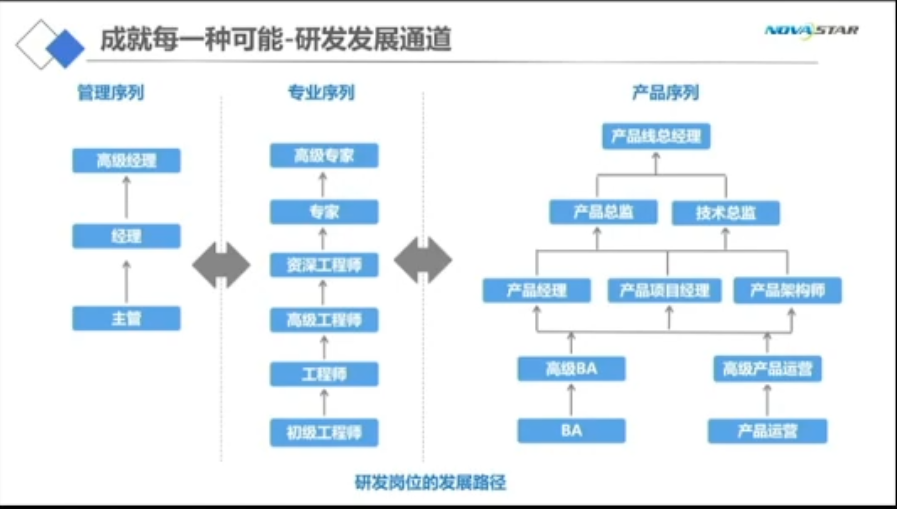 成就每一种可能-研发发展通道
NOVASTAR
管理序列
专业序列
产品序列
高级经理
经理
主管
高级专家
专家
资深工程师
高级工程师
工程师
初级工程师
产品线总经理
产品总监
技术总监
产品经理
产品项目经理
产品架构师
高级BA
高级产品运营
BA
产品运营
研发岗位的发展路径